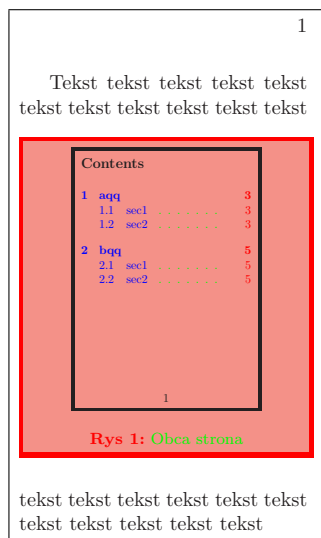 1
Tekst tekst tekst tekst tekst
tekst tekst tekst tekst tekst tekst
Contents
1 aqq 3
1.1 sec1 . . . . . . . 3
1.2 sec2 . . . . . . . 3
2 bqq 5
2.1 sec1 . . . . . . . 5
2.2 sec2 . . . . . . . 5
1
Rys 1: Obca strona
tekst tekst tekst tekst tekst tekst
tekst tekst tekst tekst tekst